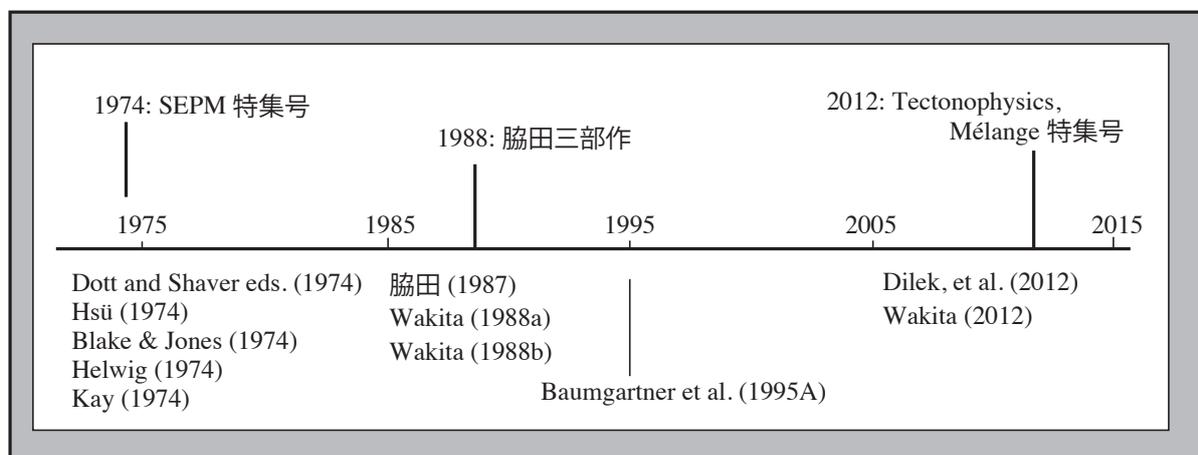 1974: SEPM 特集号
1988: 脇田三部作
2012: Tectonophysics,
Mélange 特集号
1975
1985
1995
2005
2015
Dott and Shaver eds. (1974)
Hsü (1974)
Blake & Jones (1974)
Helwig (1974)
Kay (1974)
脇田 (1987)
Wakita (1988a)
Wakita (1988b)
Baumgartner et al. (1995A)
Dilek, et al. (2012)
Wakita (2012)